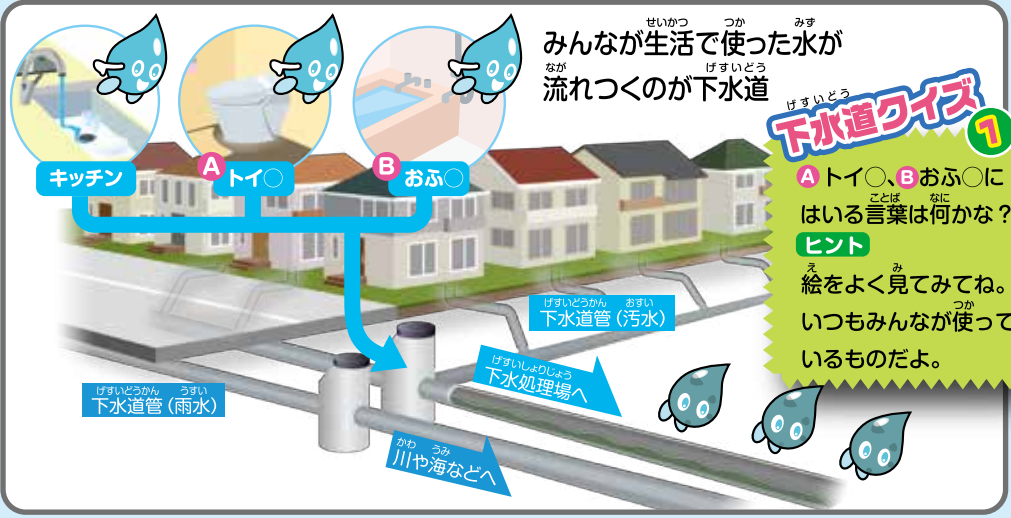 みんなが生活で使った水が
流れつくのが下水道
キッチン
A トイ○
B おふ○
下水道クイズ1
Aトイ○、Bおふ○に
はいる言葉は何かな?
ヒント
絵をよく見てみてね。
いつもみんなが使って
いるものだよ。
下水道管（汚水）
下水処理場へ
下水道管（雨水）
川や海などへ